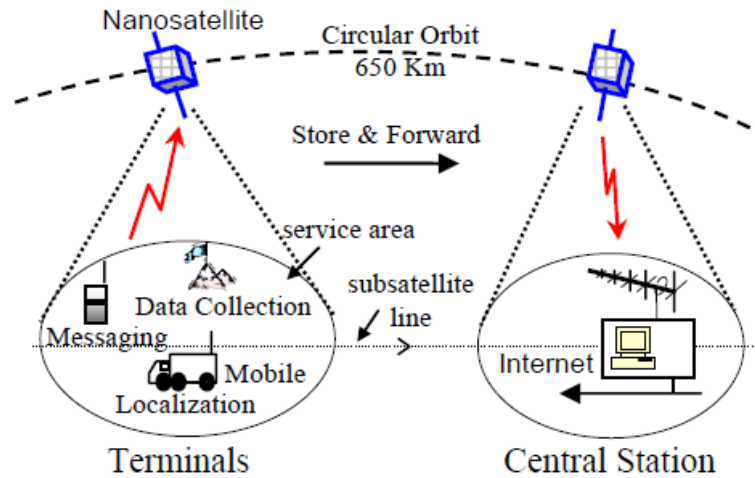 Nanosatellite
Circular Orbit
650 Km
Store & Forward
service area
subsatellite
line
Data Collection
Messaging
Mobile
Localization
Internet
Terminals
Central Station